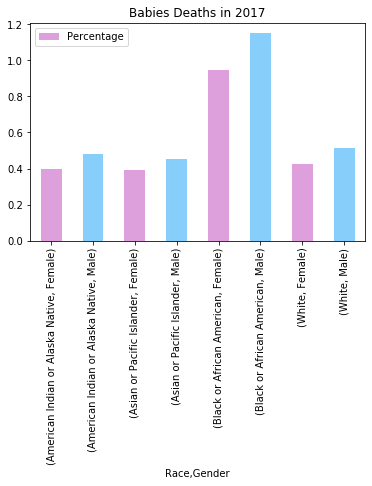 Babies Deaths in 2017
Percentage
1.2
1.0
0.8
0.6
0.4
0.2
0.0
(American Indian or Alaska Native, Female)
(American Indian or Alaska Native, Male)
(Asian or Pacific Islander, Female)
(Asian or Pacific Islander, Male)
(Black or African American, Female)
(Black or African American, Male)
(White, Female)
(White, Male)
Race,Gender